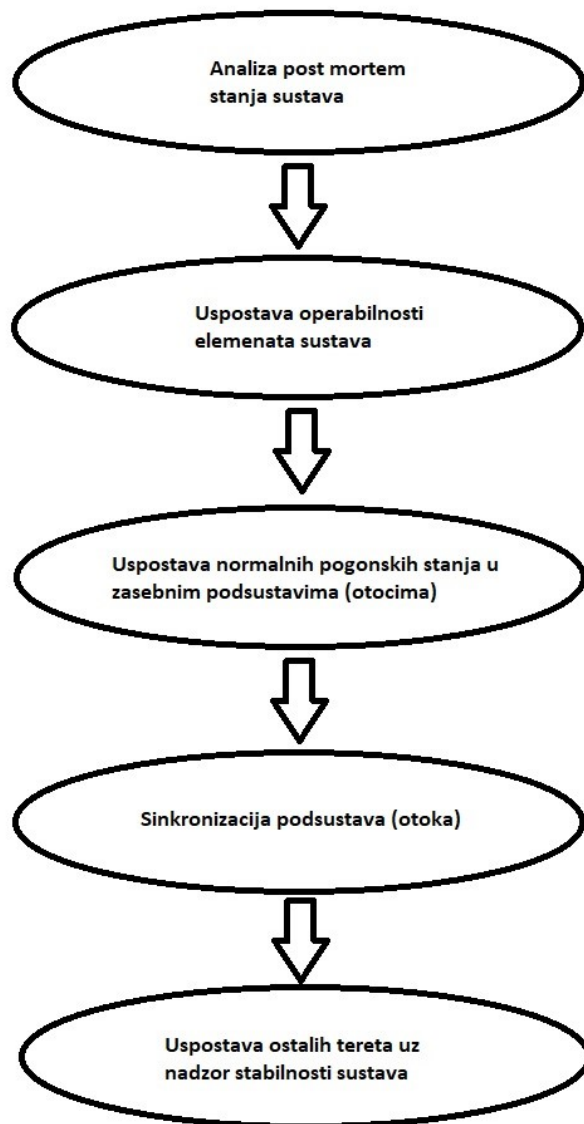 Analiza post mortem
stanja sustava
Uspostava operabilnosti
elemenata sustava
Uspostava normalnih pogonskih stanja u
zasebnim podsustavima (otocima)
Sinkronizacija podsustava (otoka)
Uspostava ostalih tereta uz
nadzor stabilnosti sustava